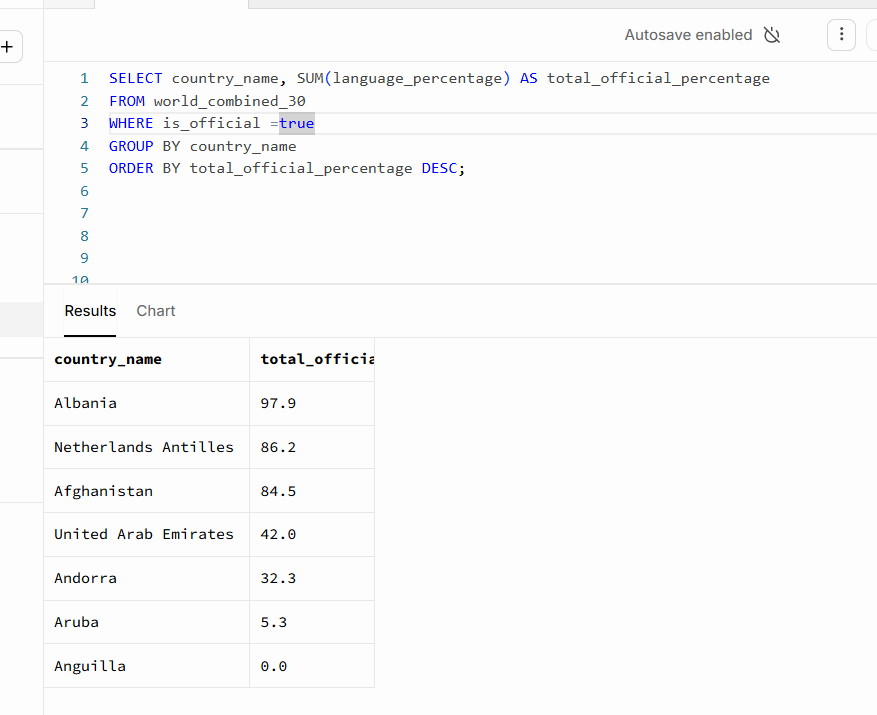 +
Autosave enabled
1 SELECT country_name, SUM(language_percentage) AS total_official_percentage
2 FROM world_combined_30
3 WHERE is_official =true
4 GROUP BY country_name
5 ORDER BY total_official_percentage DESC;
6
7
8
9
10
Results Chart
country_name total_officia
Albania 97.9
Netherlands Antilles 86.2
Afghanistan 84.5
United Arab Emirates 42.0
Andorra 32.3
Aruba 5.3
Anguilla 0.0